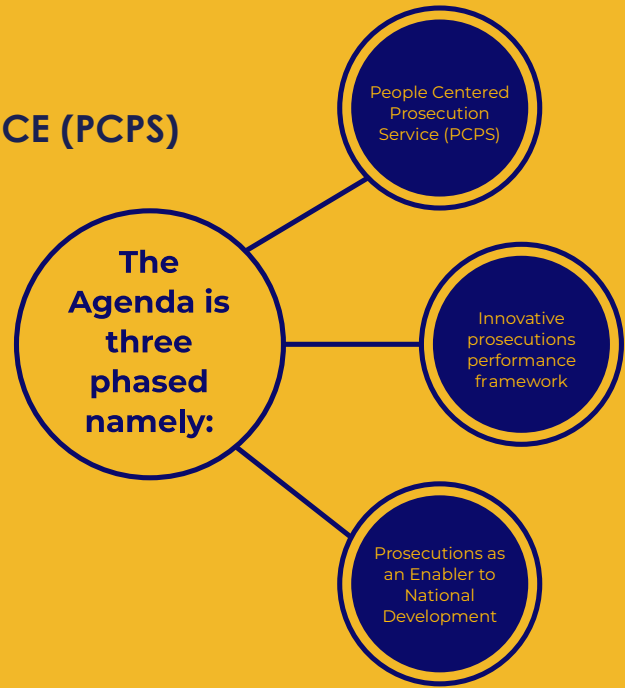 CE (PCPS)
People Centered
Prosecution
Service (PCPS)
The
Agenda is
three
phased
namely:
Innovative
prosecutions
performance
framework
Prosecutions as
an Enabler to
National
Development